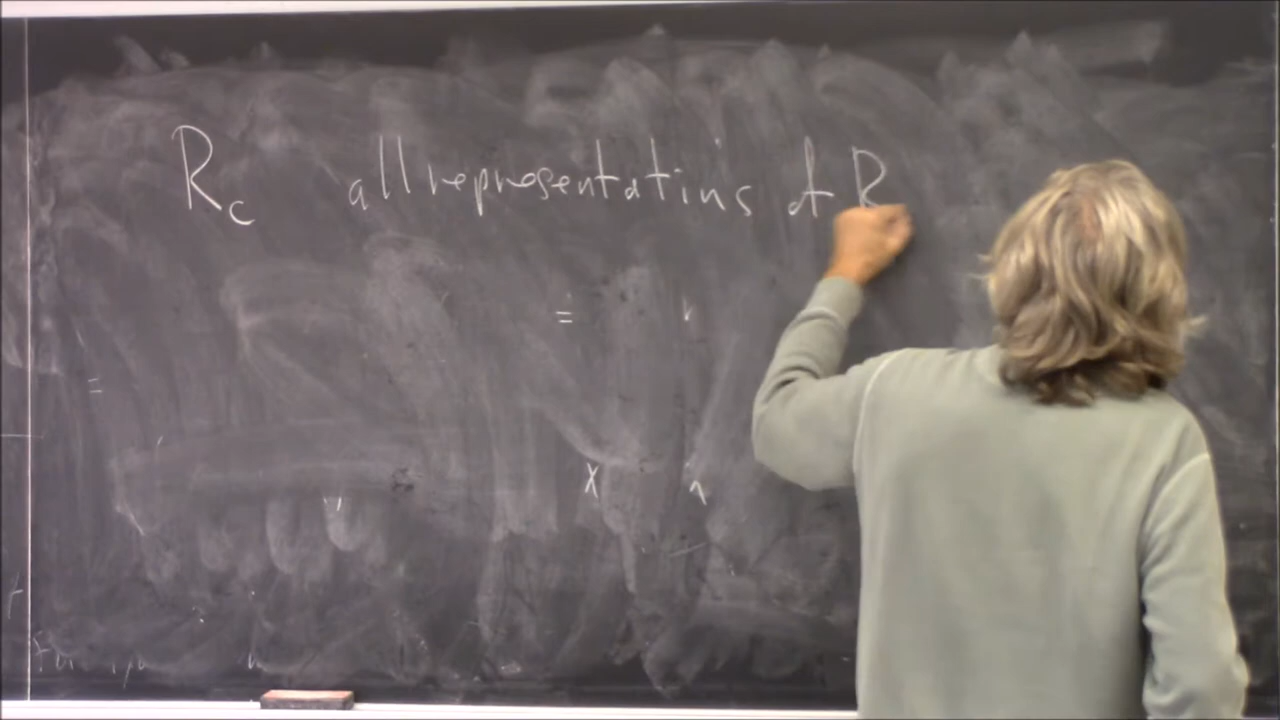 R_c all representations of R
=
=
X